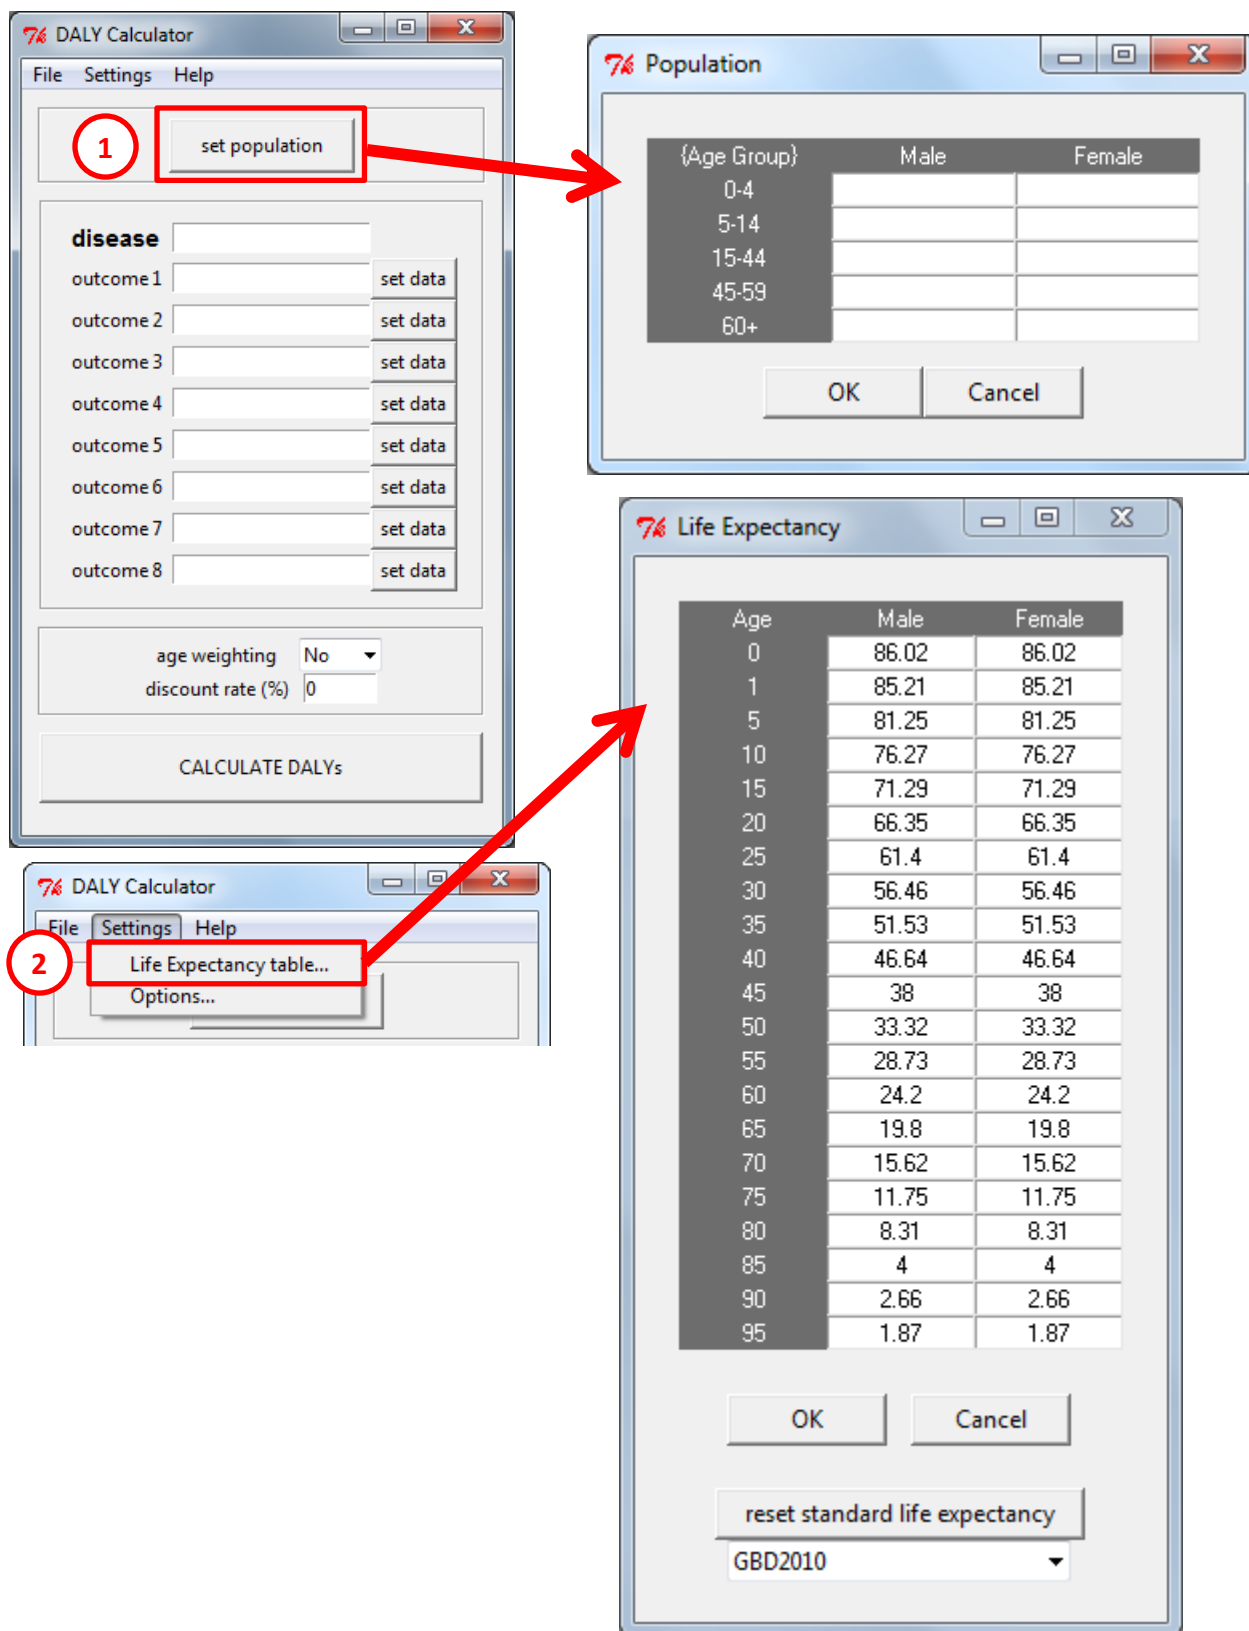 DALY Calculator
File Settings Help
1
set population
disease
outcome 1 set data
outcome 2 set data
outcome 3 set data
outcome 4 set data
outcome 5 set data
outcome 6 set data
outcome 7 set data
outcome 8 set data
age weighting No
discount rate (%) 0
CALCULATE DALYs
Population
{Age Group} Male Female
0-4
5-14
15-44
45-59
60+
OK Cancel
DALY Calculator
File Settings Help
2
Life Expectancy table...
Options...
Life Expectancy
Age Male Female
0 86.02 86.02
1 85.21 85.21
5 81.25 81.25
10 76.27 76.27
15 71.29 71.29
20 66.35 66.35
25 61.4 61.4
30 56.46 56.46
35 51.53 51.53
40 46.64 46.64
45 38 38
50 33.32 33.32
55 28.73 28.73
60 24.2 24.2
65 19.8 19.8
70 15.62 15.62
75 11.75 11.75
80 8.31 8.31
85 4 4
90 2.66 2.66
95 1.87 1.87
OK Cancel
reset standard life expectancy
GBD2010